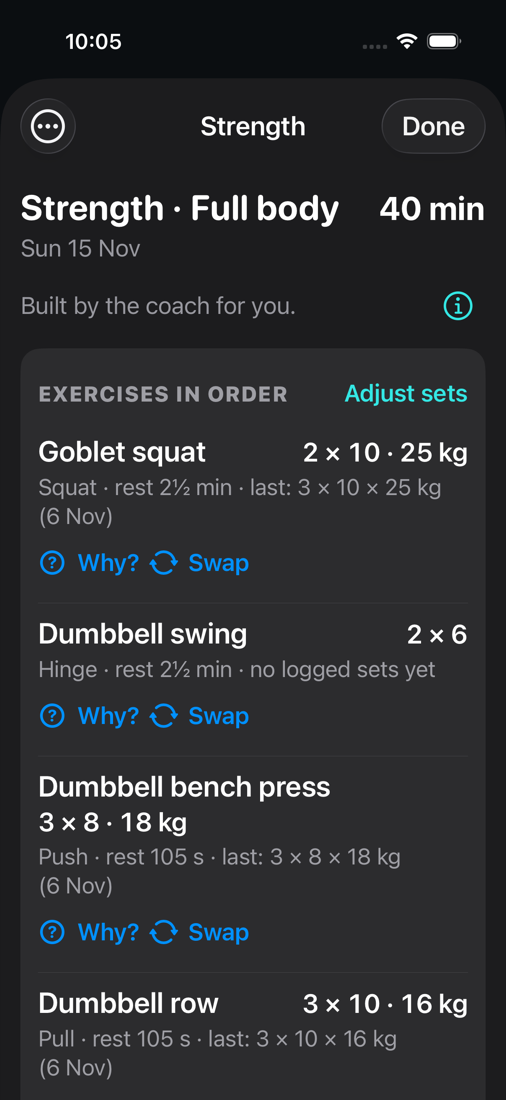 10:05
Strength
Done
Strength · Full body 40 min
Sun 15 Nov
Built by the coach for you.
EXERCISES IN ORDER Adjust sets
Goblet squat 2 × 10 · 25 kg
Squat · rest 2½ min · last: 3 × 10 × 25 kg
(6 Nov)
Why? Swap
Dumbbell swing 2 × 6
Hinge · rest 2½ min · no logged sets yet
Why? Swap
Dumbbell bench press
3 × 8 · 18 kg
Push · rest 105 s · last: 3 × 8 × 18 kg
(6 Nov)
Why? Swap
Dumbbell row 3 × 10 · 16 kg
Pull · rest 105 s · last: 3 × 10 × 16 kg
(6 Nov)